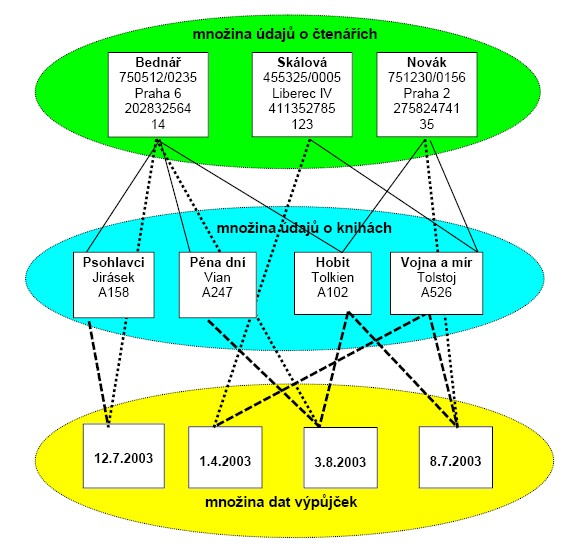 množina údajů o čtenářích
Bednář
750512/0235
Praha 6
202832564
14
Skálová
455325/0005
Liberec IV
411352785
123
Novák
751230/0156
Praha 2
275824741
35
množina údajů o knihách
Psohlavci
Jirásek
A158
Pěna dní
Vian
A247
Hobit
Tolkien
A102
Vojna a mír
Tolstoj
A526
12.7.2003
1.4.2003
3.8.2003
8.7.2003
množina dat výpůjček